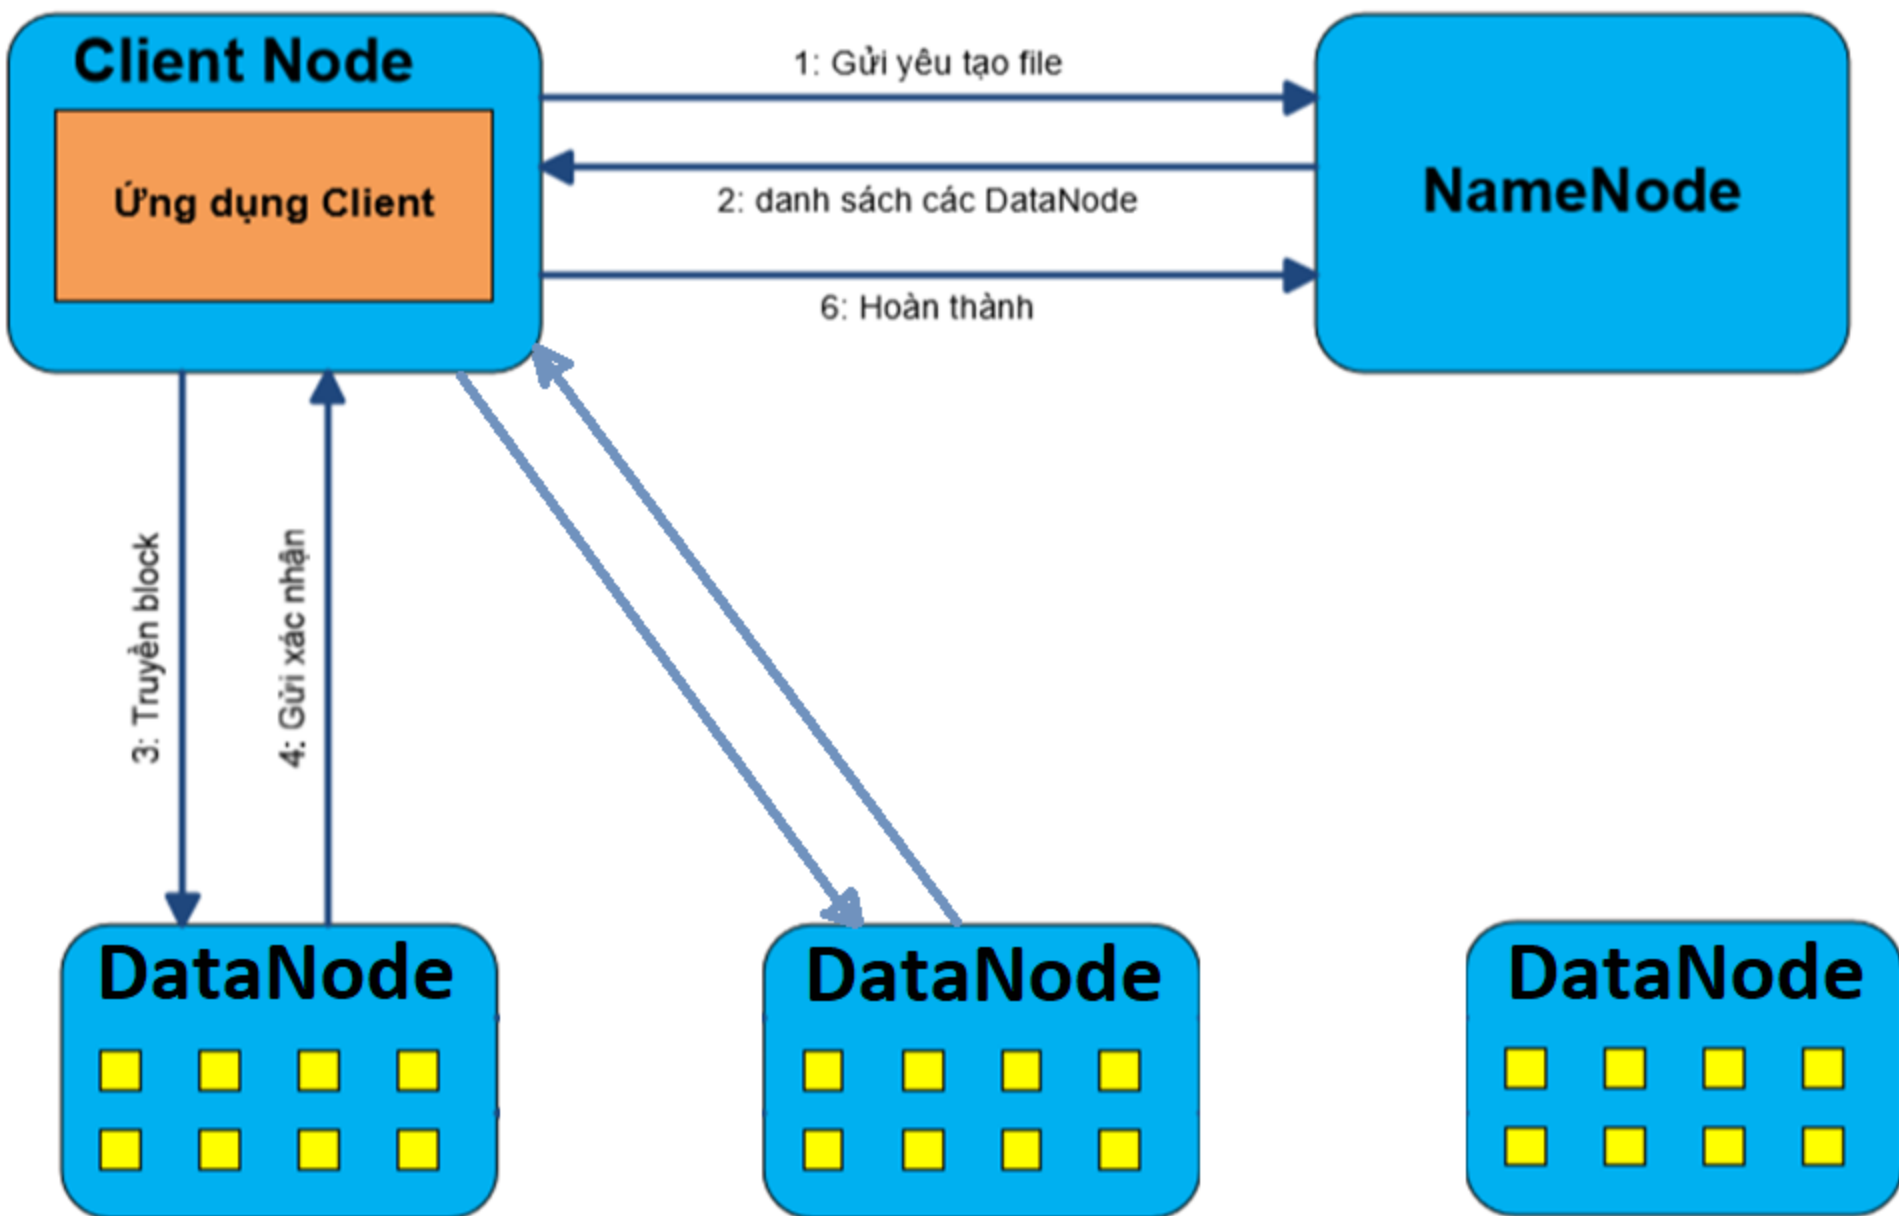 Client Node
Ứng dụng Client
1: Gửi yêu tạo file
2: danh sách các DataNode
6: Hoàn thành
NameNode
3: Truyền block
4: Gửi xác nhận
DataNode
DataNode
DataNode